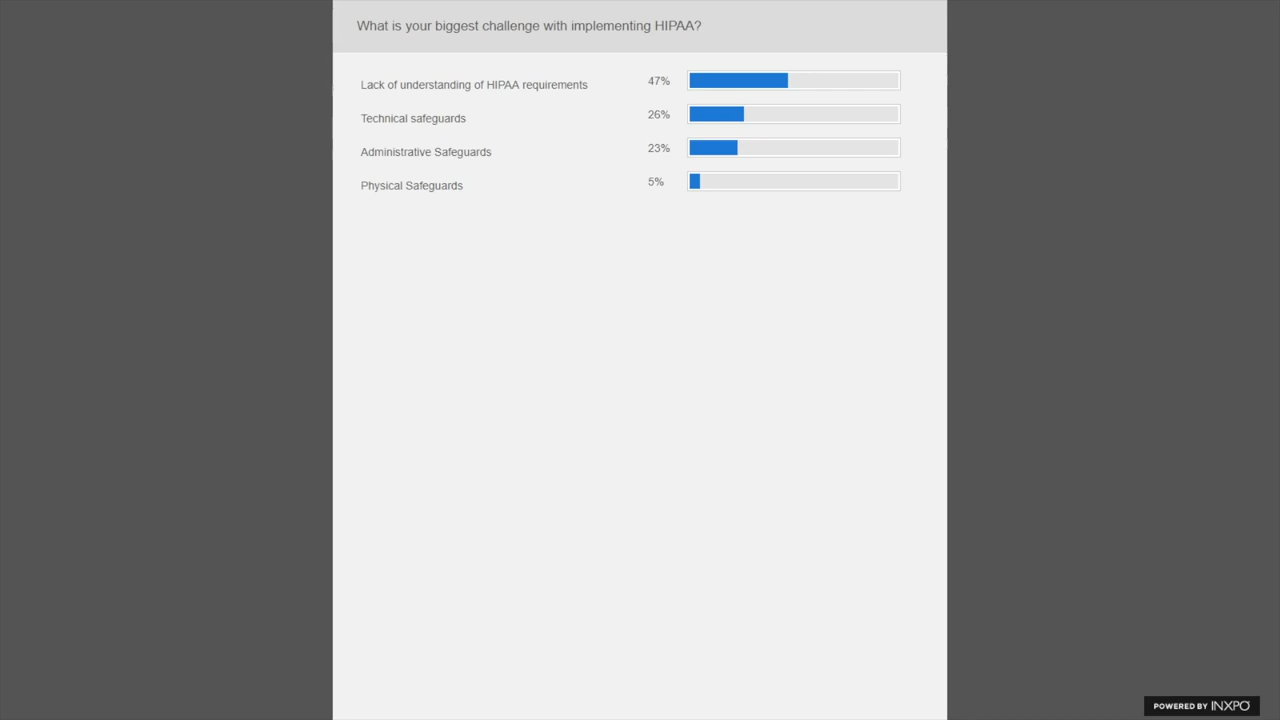 What is your biggest challenge with implementing HIPAA?
Lack of understanding of HIPAA requirements 47%
Technical safeguards 26%
Administrative Safeguards 23%
Physical Safeguards 5%
POWERED BY INXPO